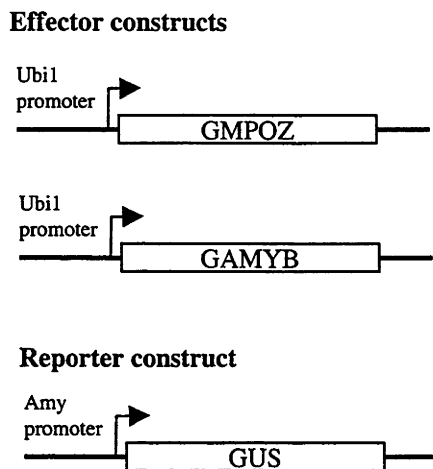 Effector constructs
Ubi1
promoter
GMPOZ
Ubi1
promoter
GAMYB
Reporter construct
Amy
promoter
GUS